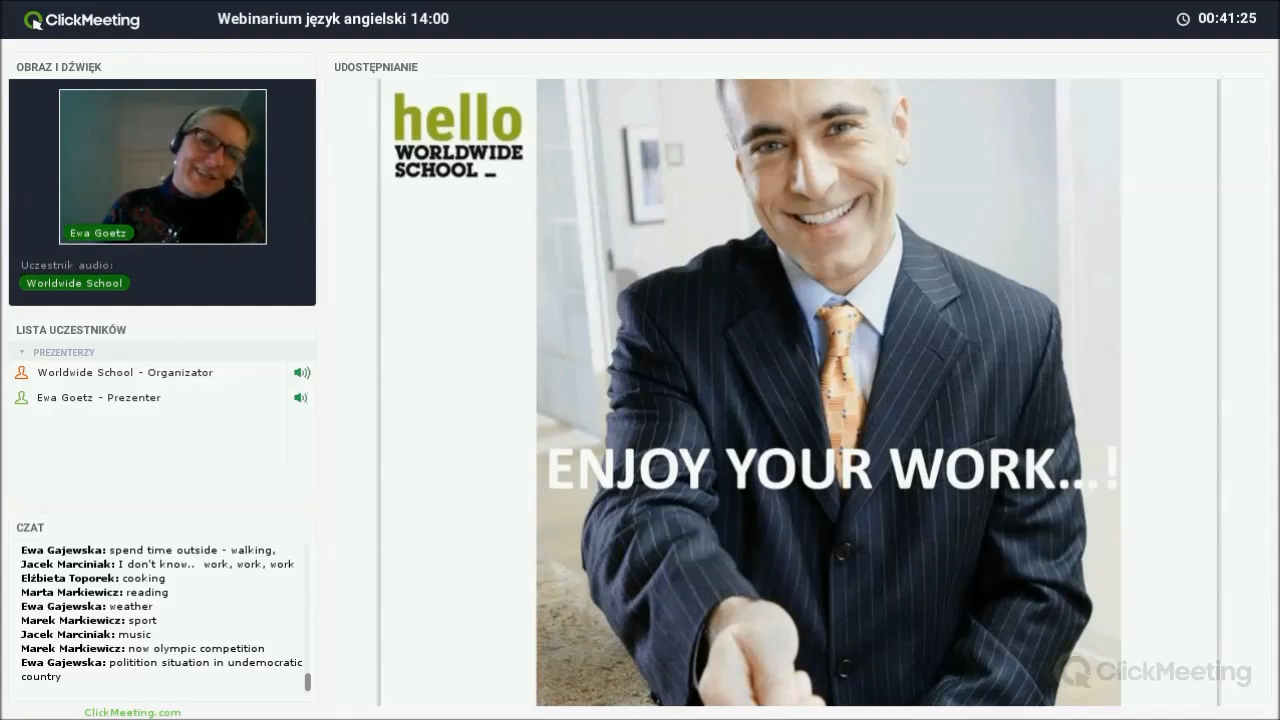 ClickMeeting
Webinarium język angielski 14:00
00:41:25
OBRAZ I DŹWIĘK
Ewa Goetz
Uczestnik audio:
Worldwide School
LISTA UCZESTNIKÓW
PREZENTERZY
Worldwide School - Organizator
Ewa Goetz - Prezenter
CZAT
Ewa Gajewska: spend time outside - walking,
Jacek Marciniak: I don't know.. work, work, work
Elżbieta Toporek: cooking
Marta Markiewicz: reading
Ewa Gajewska: weather
Marek Markiewicz: sport
Jacek Marciniak: music
Marek Markiewicz: now olympic competition
Ewa Gajewska: politition situation in undemocratic
country
ClickMeeting.com
UDOSTĘPNIANIE
hello
WORLDWIDE
SCHOOL _
ENJOY YOUR WORK...!
ClickMeeting